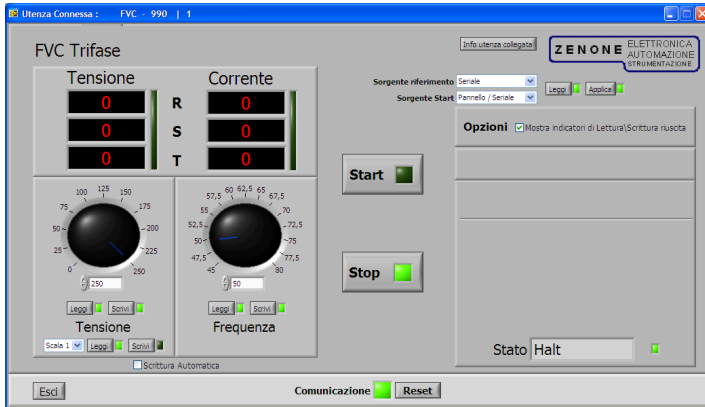 Utenza Connessa : FVC - 990 | 1
FVC Trifase
Info utenza collegata
ZENONE ELETTRONICA
AUTOMAZIONE
STRUMENTAZIONE
Tensione Corrente
0 R 0
0 S 0
0 T 0
Sorgente riferimento Seriale
Sorgente Start Pannello / Seriale
Leggi Applica
Opzioni Mostra indicatori di Lettura\Scrittura riuscita
Start
Stop
0 25 50 75 100 125 150 175 200 225 250
250
Leggi Scrivi
Tensione
Scala 1 Leggi Scrivi
45 47,5 50 52,5 55 57,5 60 62,5 65 67,5 70 72,5 75 77,5 80
50
Leggi Scrivi
Frequenza
Scrittura Automatica
Stato Halt
Esci
Comunicazione Reset